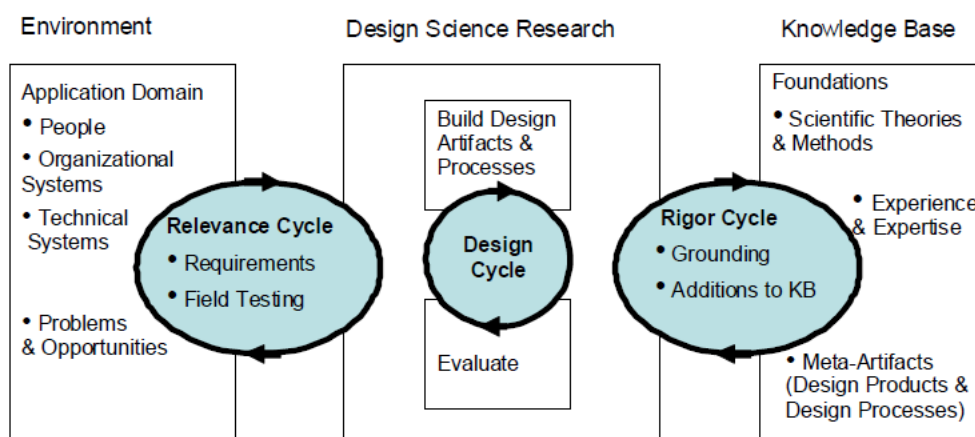 Environment
Design Science Research
Knowledge Base
Application Domain
• People
• Organizational
Systems
• Technical
Systems
• Problems
& Opportunities
Relevance Cycle
• Requirements
• Field Testing
Build Design
Artifacts &
Processes
Design
Cycle
Evaluate
Rigor Cycle
• Grounding
• Additions to KB
Foundations
• Scientific Theories
& Methods
• Experience
& Expertise
• Meta-Artifacts
(Design Products &
Design Processes)